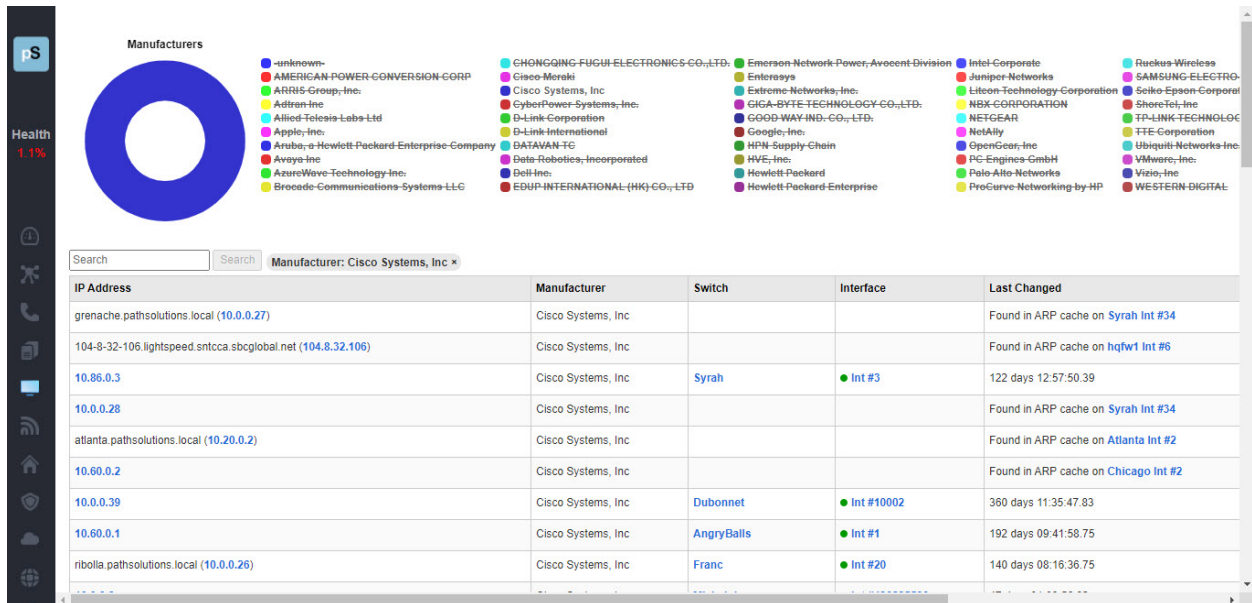 pS
Health
1.1%
Manufacturers
-unknown-
AMERICAN POWER CONVERSION CORP
ARRIS Group, Inc.
Adtran Inc
Allied Telesis Labs Ltd
Apple, Inc.
Aruba, a Hewlett Packard Enterprise Company
Avaya Inc
AzureWave Technology Inc.
Brocade Communications Systems LLC
CHONGQING FUGUI ELECTRONICS CO.,LTD.
Cisco Meraki
Cisco Systems, Inc
CyberPower Systems, Inc.
D-Link Corporation
D-Link International
DATAVAN TC
Data Robotics, Incorporated
Dell Inc.
EDUP INTERNATIONAL (HK) CO., LTD
Emerson Network Power, Avocent Division
Enterasys
Extreme Networks, Inc.
GIGA-BYTE TECHNOLOGY CO.,LTD.
GOOD WAY IND. CO., LTD.
Google, Inc.
HPN Supply Chain
HVE, Inc.
Hewlett Packard
Hewlett Packard Enterprise
Intel Corporate
Juniper Networks
Liteon Technology Corporation
NBX CORPORATION
NETGEAR
NetAlly
OpenGear, Inc
PC Engines GmbH
Palo Alto Networks
ProCurve Networking by HP
Ruckus Wireless
SAMSUNG ELECTRO-
Seiko Epson Corporat
ShoreTel, Inc
TP-LINK TECHNOLOG
TTE Corporation
Ubiquiti Networks Inc.
VMware, Inc.
Vizio, Inc
WESTERN DIGITAL
Search Search Manufacturer: Cisco Systems, Inc ×
IP Address Manufacturer Switch Interface Last Changed
grenache.pathsolutions.local (10.0.0.27) Cisco Systems, Inc Found in ARP cache on Syrah Int #34
104-8-32-106.lightspeed.sntcca.sbcglobal.net (104.8.32.106) Cisco Systems, Inc Found in ARP cache on hqfw1 Int #6
10.86.0.3 Cisco Systems, Inc Syrah Int #3 122 days 12:57:50.39
10.0.0.28 Cisco Systems, Inc Found in ARP cache on Syrah Int #34
atlanta.pathsolutions.local (10.20.0.2) Cisco Systems, Inc Found in ARP cache on Atlanta Int #2
10.60.0.2 Cisco Systems, Inc Found in ARP cache on Chicago Int #2
10.0.0.39 Cisco Systems, Inc Dubonnet Int #10002 360 days 11:35:47.83
10.60.0.1 Cisco Systems, Inc AngryBalls Int #1 192 days 09:41:58.75
ribolla.pathsolutions.local (10.0.0.26) Cisco Systems, Inc Franc Int #20 140 days 08:16:36.75